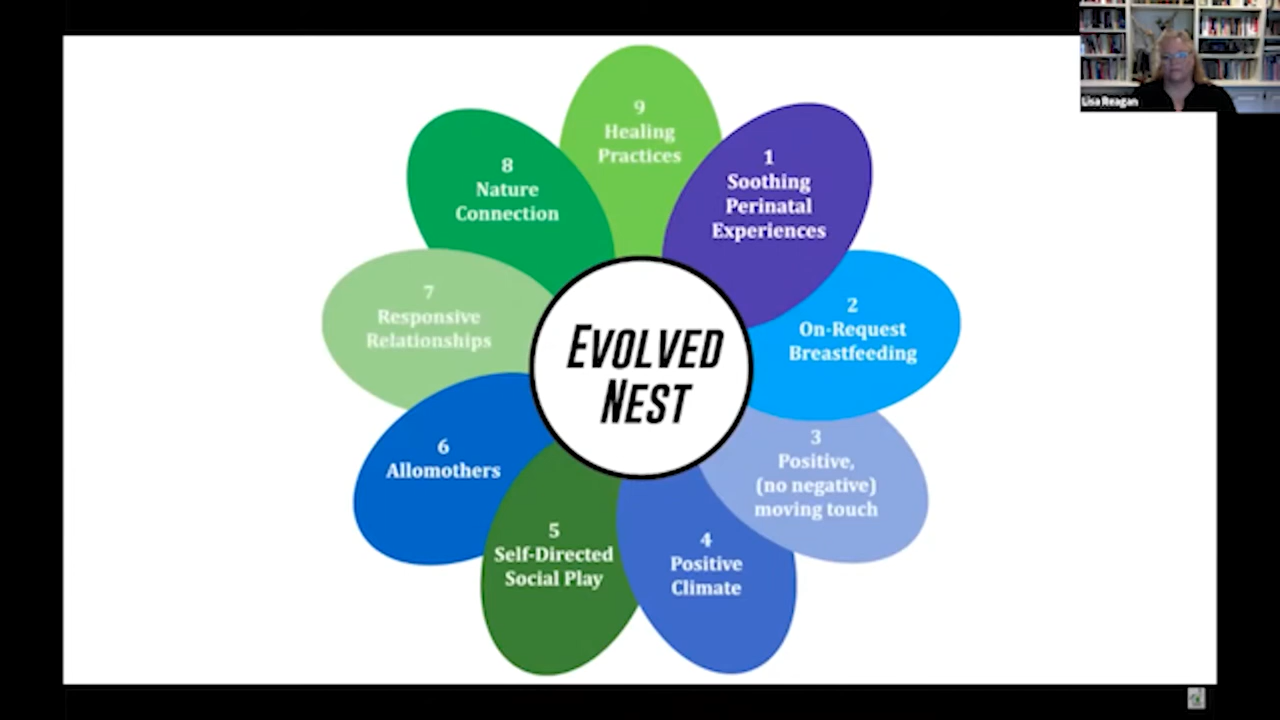 9
Healing
Practices
1
Soothing
Perinatal
Experiences
2
On-Request
Breastfeeding
3
Positive,
(no negative)
moving touch
4
Positive
Climate
5
Self-Directed
Social Play
6
Allomothers
7
Responsive
Relationships
8
Nature
Connection
EVOLVED
NEST
Lisa Reagan